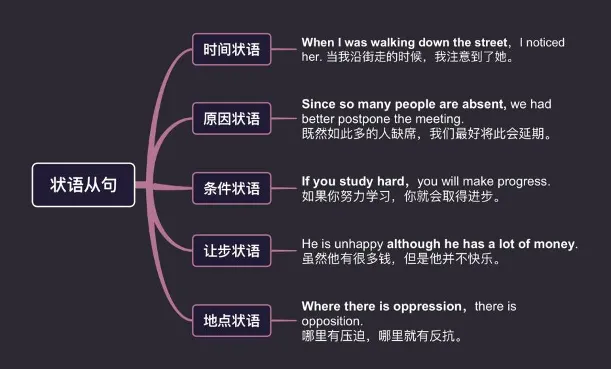 状语从句
时间状语
When I was walking down the street，I noticed
her. 当我沿街走的时候，我注意到了她。
原因状语
Since so many people are absent, we had
better postpone the meeting.
既然如此多的人缺席，我们最好将此会延期。
条件状语
If you study hard，you will make progress.
如果你努力学习，你就会取得进步。
让步状语
He is unhappy although he has a lot of money.
虽然他有很多钱，但是他并不快乐。
地点状语
Where there is oppression，there is
opposition.
哪里有压迫，哪里就有反抗。